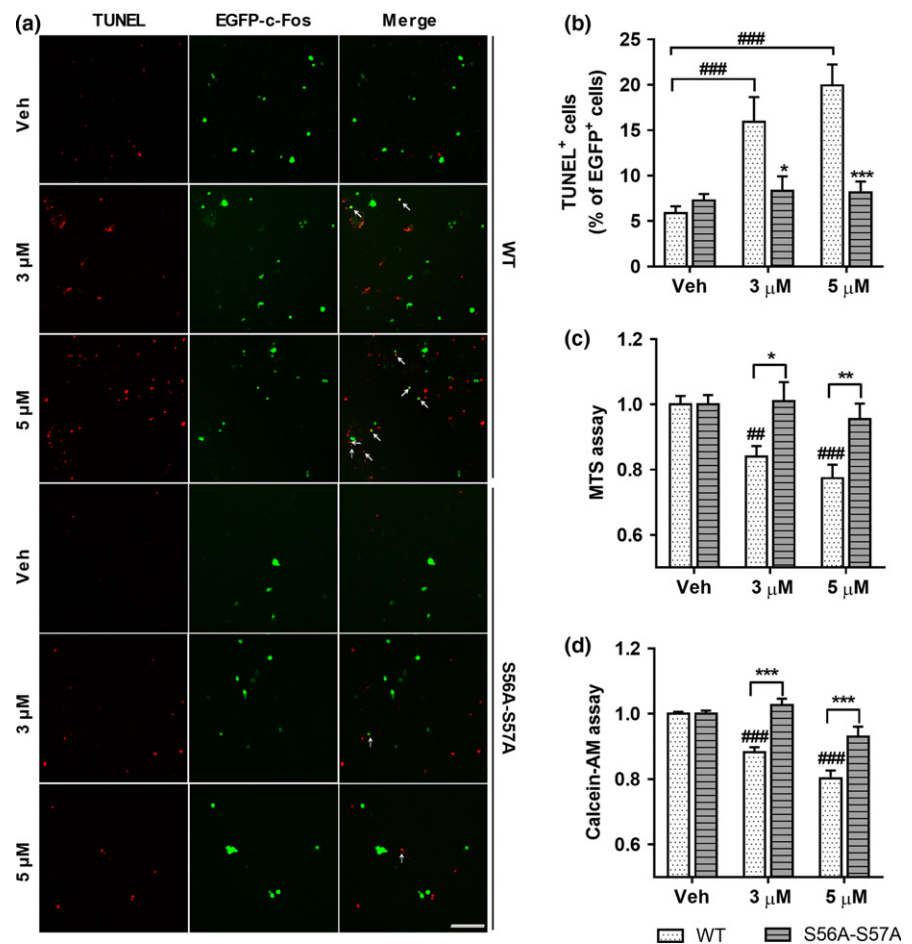 (a)
TUNEL EGFP-c-Fos Merge
Veh
3 µM
5 µM
WT
Veh
3 µM
5 µM
S56A-S57A
(b)
TUNEL⁺ cells
(% of EGFP⁺ cells)
25
20
15
10
5
0
###
###
*
***
Veh 3 µM 5 µM
(c)
MTS assay
1.2
1.0
0.8
0.6
*
**
##
###
Veh 3 µM 5 µM
(d)
Calcein-AM assay
1.2
1.0
0.8
0.6
***
***
###
###
Veh 3 µM 5 µM
WT S56A-S57A